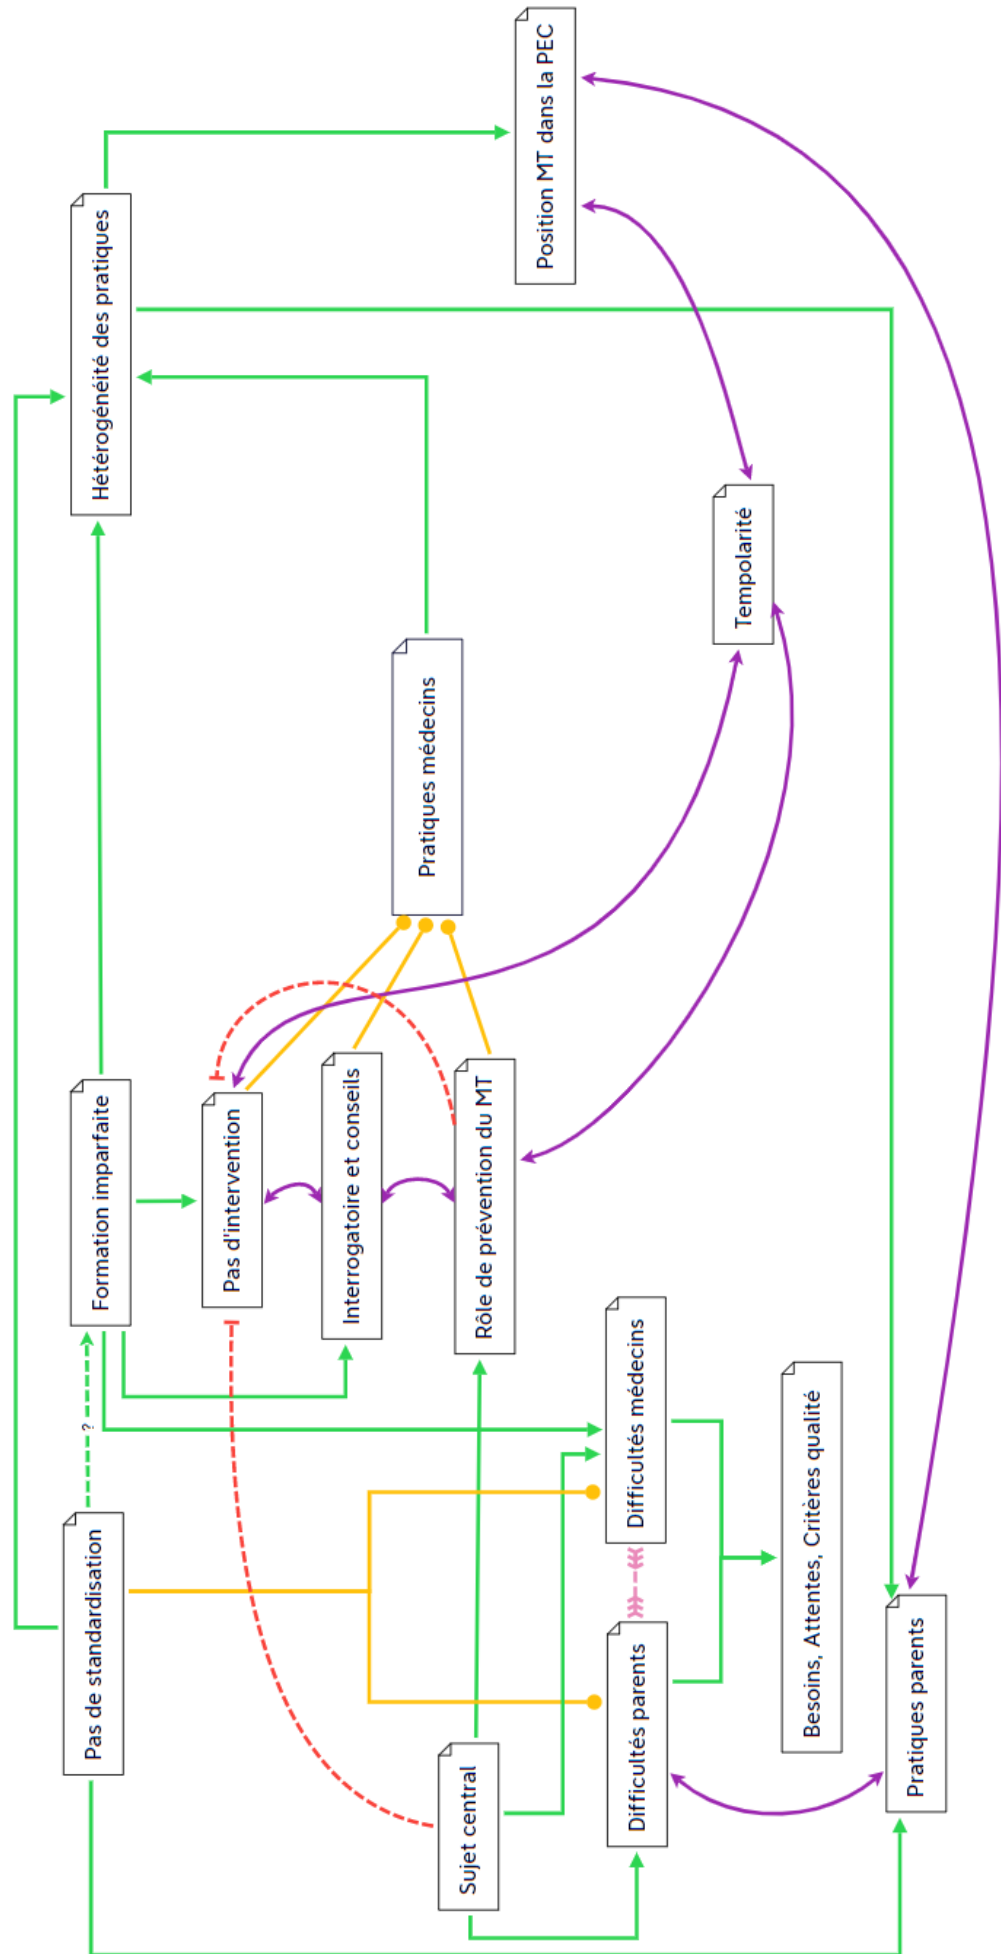 Pas de standardisation
?
Formation imparfaite
Hétérogénéité des pratiques
Pas d'intervention
Interrogatoire et conseils
Pratiques médecins
Sujet central
Rôle de prévention du MT
Position MT dans la PEC
Difficultés parents
Difficultés médecins
Tempolarité
Besoins, Attentes, Critères qualité
Pratiques parents